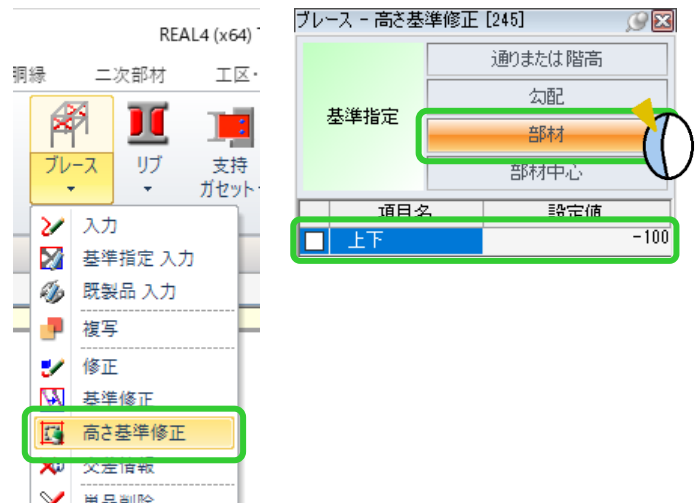 REAL4 (x64)
胴縁 二次部材 工区・
ブレース リブ 支持
ガセット
入力
基準指定 入力
既製品 入力
複写
修正
基準修正
高さ基準修正
交差情報
単品削除
ブレース - 高さ基準修正 [245]
基準指定
通りまたは階高
勾配
部材
部材中心
項目名 設定値
上下 -100